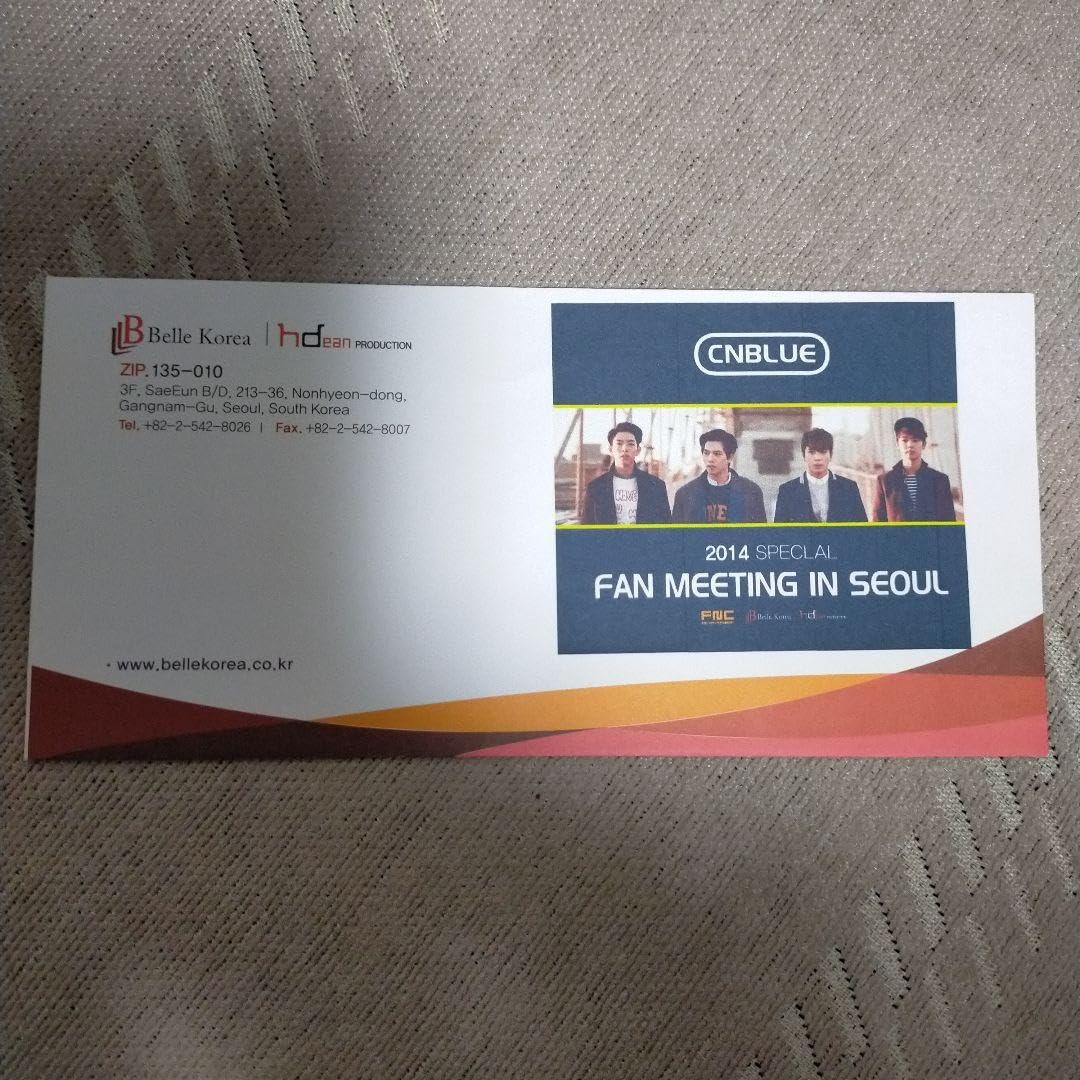 Belle Korea | hdean PRODUCTION
ZIP.135-010
3F, SaeEun B/D, 213-36, Nonhyeon-dong,
Gangnam-Gu, Seoul, South Korea
Tel. +82-2-542-8026 | Fax. +82-2-542-8007
• www.bellekorea.co.kr
CNBLUE
2014 SPECLAL
FAN MEETING IN SEOUL
FNC Belle Korea hdean